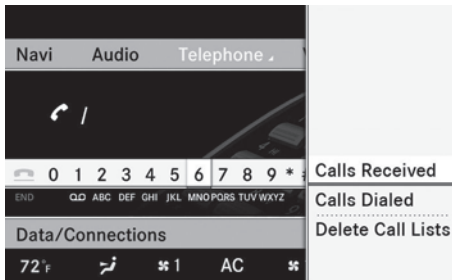 Navi Audio Telephone
/
0 1 2 3 4 5 6 7 8 9 * #
END ABC DEF GHI JKL MNO PQRS TUV WXYZ
Calls Received
Calls Dialed
Delete Call Lists
Data/Connections
72°F 1 AC